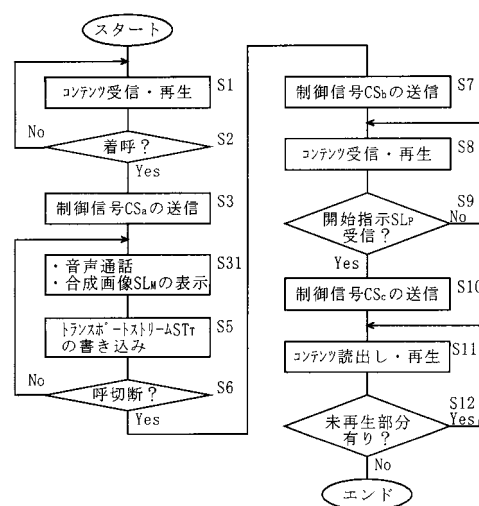 スタート
コンテンツ受信・再生
S1
着呼？
S2
No
Yes
制御信号CSaの送信
S3
・音声通話
・合成画像SLMの表示
S31
トランスポートストリームSTT
の書き込み
S5
呼切断？
S6
No
Yes
制御信号CSbの送信
S7
コンテンツ受信・再生
S8
開始指示SLP
受信？
S9
No
Yes
制御信号CScの送信
S10
コンテンツ読出し・再生
S11
未再生部分
有り？
S12
Yes
No
エンド